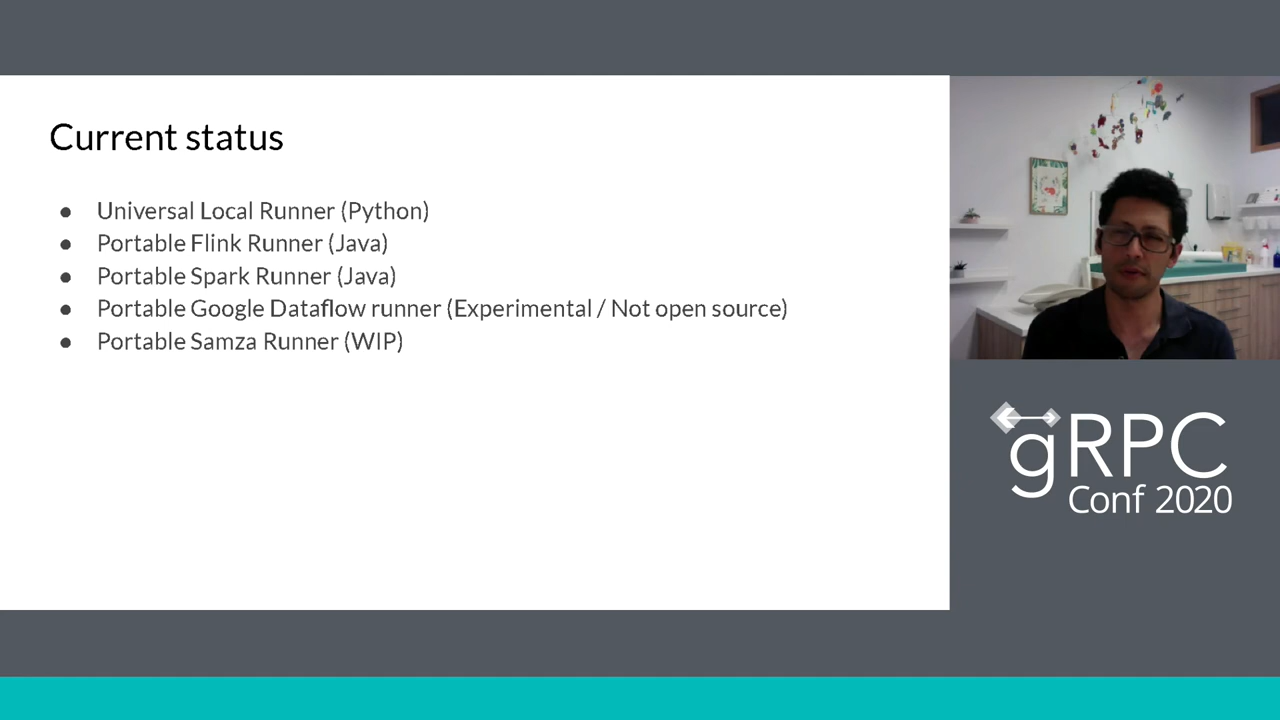 Current status
● Universal Local Runner (Python)
● Portable Flink Runner (Java)
● Portable Spark Runner (Java)
● Portable Google Dataflow runner (Experimental / Not open source)
● Portable Samza Runner (WIP)
gRPC
Conf 2020